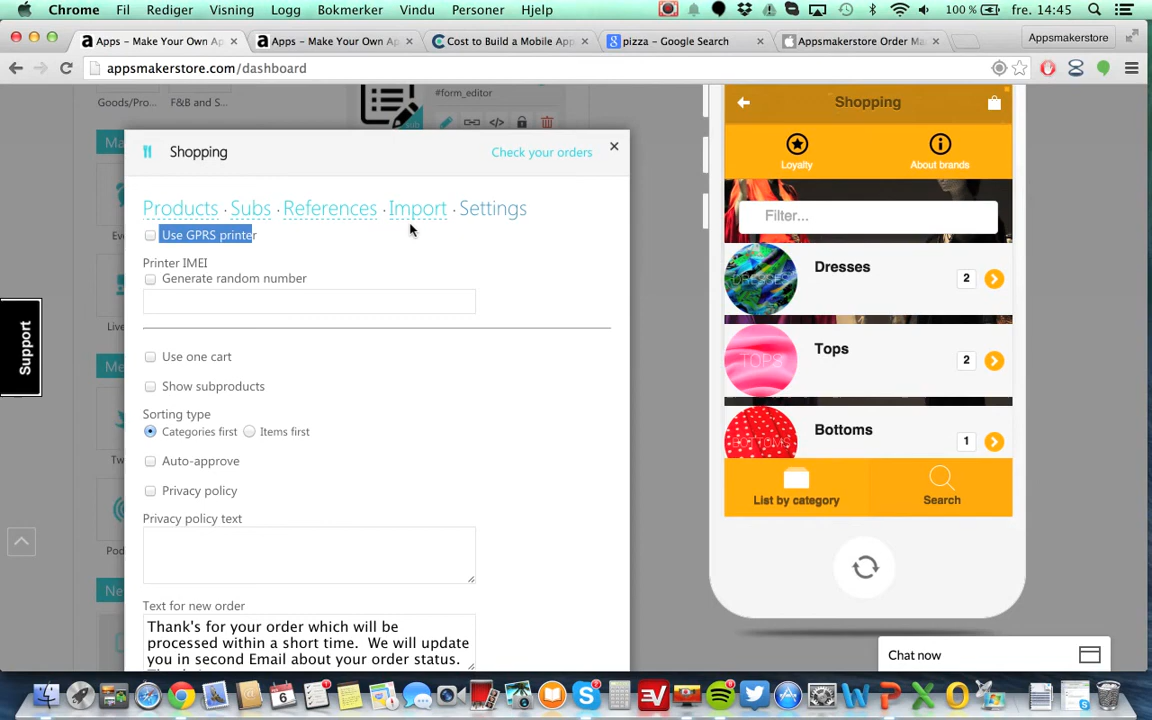 Chrome Fil Rediger Visning Logg Bokmerker Vindu Personer Hjelp 100 % fre. 14:45
Apps - Make Your Own Ap × Apps - Make Your Own Ap × Cost to Build a Mobile App × pizza - Google Search × Appsmakerstore Order Ma × Appsmakerstore
appsmakerstore.com/dashboard
Goods/Pro... F&B and S...
#form_editor
Shopping
Check your orders
Products · Subs · References · Import · Settings
Use GPRS printer
Printer IMEI
Generate random number
Use one cart
Show subproducts
Sorting type
Categories first Items first
Auto-approve
Privacy policy
Privacy policy text
Text for new order
Thank's for your order which will be
processed within a short time. We will update
you in second Email about your order status.
Support
Shopping
Loyalty About brands
Filter...
DRESSES Dresses 2
TOPS Tops 2
BOTTOMS Bottoms 1
List by category Search
Chat now